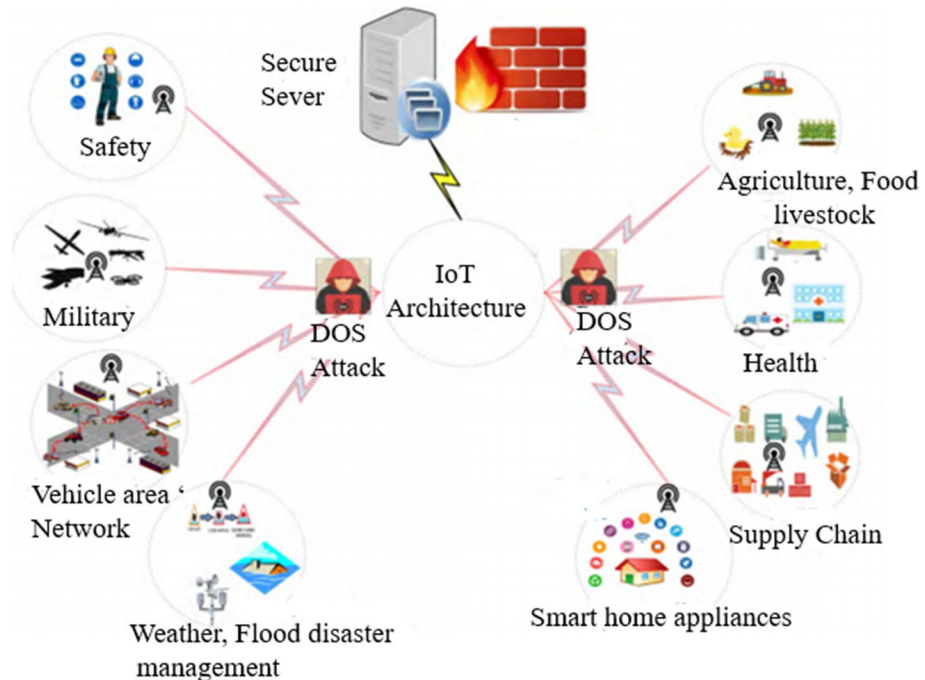 Secure
Sever
Safety
Agriculture, Food
livestock
Military
IoT
Architecture
DOS
Attack
DOS
Attack
Health
Vehicle area
Network
Supply Chain
Smart home appliances
Weather, Flood disaster
management